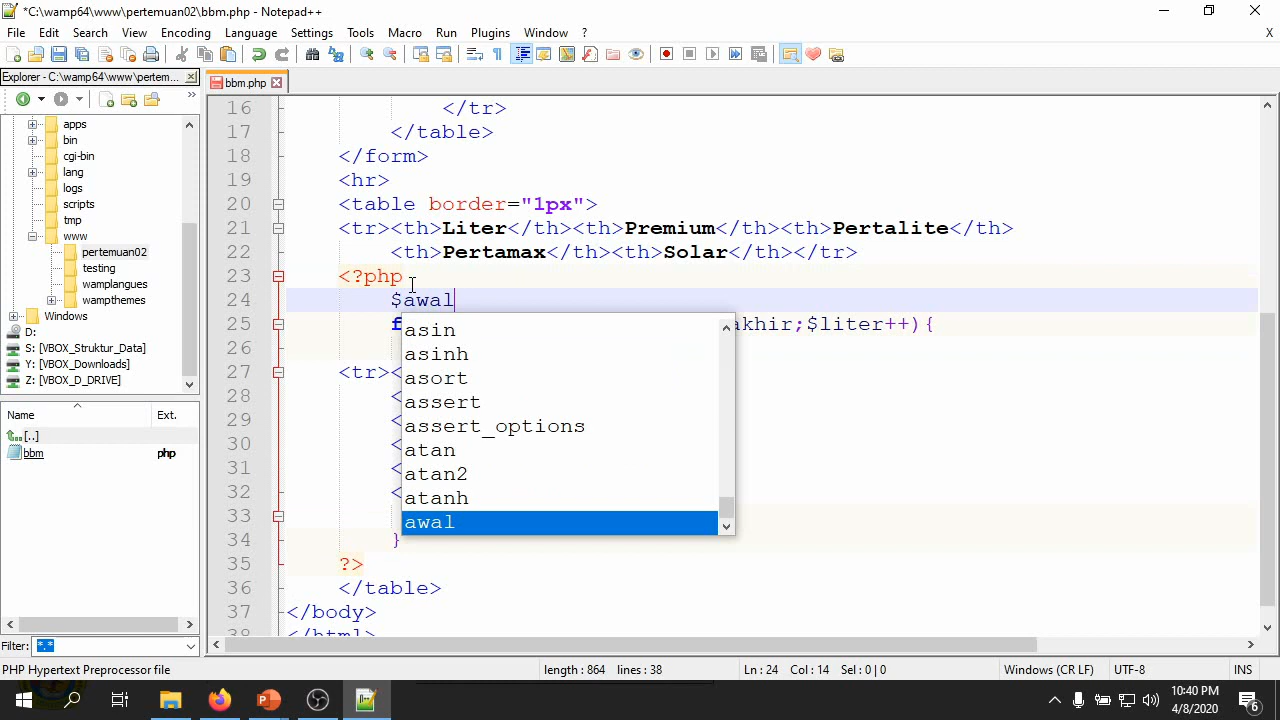 *C:\wamp64\www\pertemuan02\bbm.php - Notepad++
File Edit Search View Encoding Language Settings Tools Macro Run Plugins Window ? X
Explorer - C:\wamp64\www\pertem...
bbm.php
apps
bin
cgi-bin
lang
logs
scripts
tmp
www
pertemuan02
testing
wamplangues
wampthemes
Windows
D:
S: [VBOX_Struktur_Data]
Y: [VBOX_Downloads]
Z: [VBOX_D_DRIVE]
Name Ext.
[..]
bbm php
Filter: *.*
16 </tr>
17 </table>
18 </form>
19 <hr>
20 <table border="1px">
21 <tr><th>Liter</th><th>Premium</th><th>Pertalite</th>
22 <th>Pertamax</th><th>Solar</th></tr>
23 <?php
24 $awal
25 f akhir;$liter++){
26
27 <tr><
28 <
29 <
30 <
31 <
32 <
33
34 }
35 ?>
36 </table>
37 </body>
38 </html>
asin
asinh
asort
assert
assert_options
atan
atan2
atanh
awal
PHP Hypertext Preprocessor file length : 864 lines : 38 Ln : 24 Col : 14 Sel : 0 | 0 Windows (CR LF) UTF-8 INS
10:40 PM
4/8/2020
6